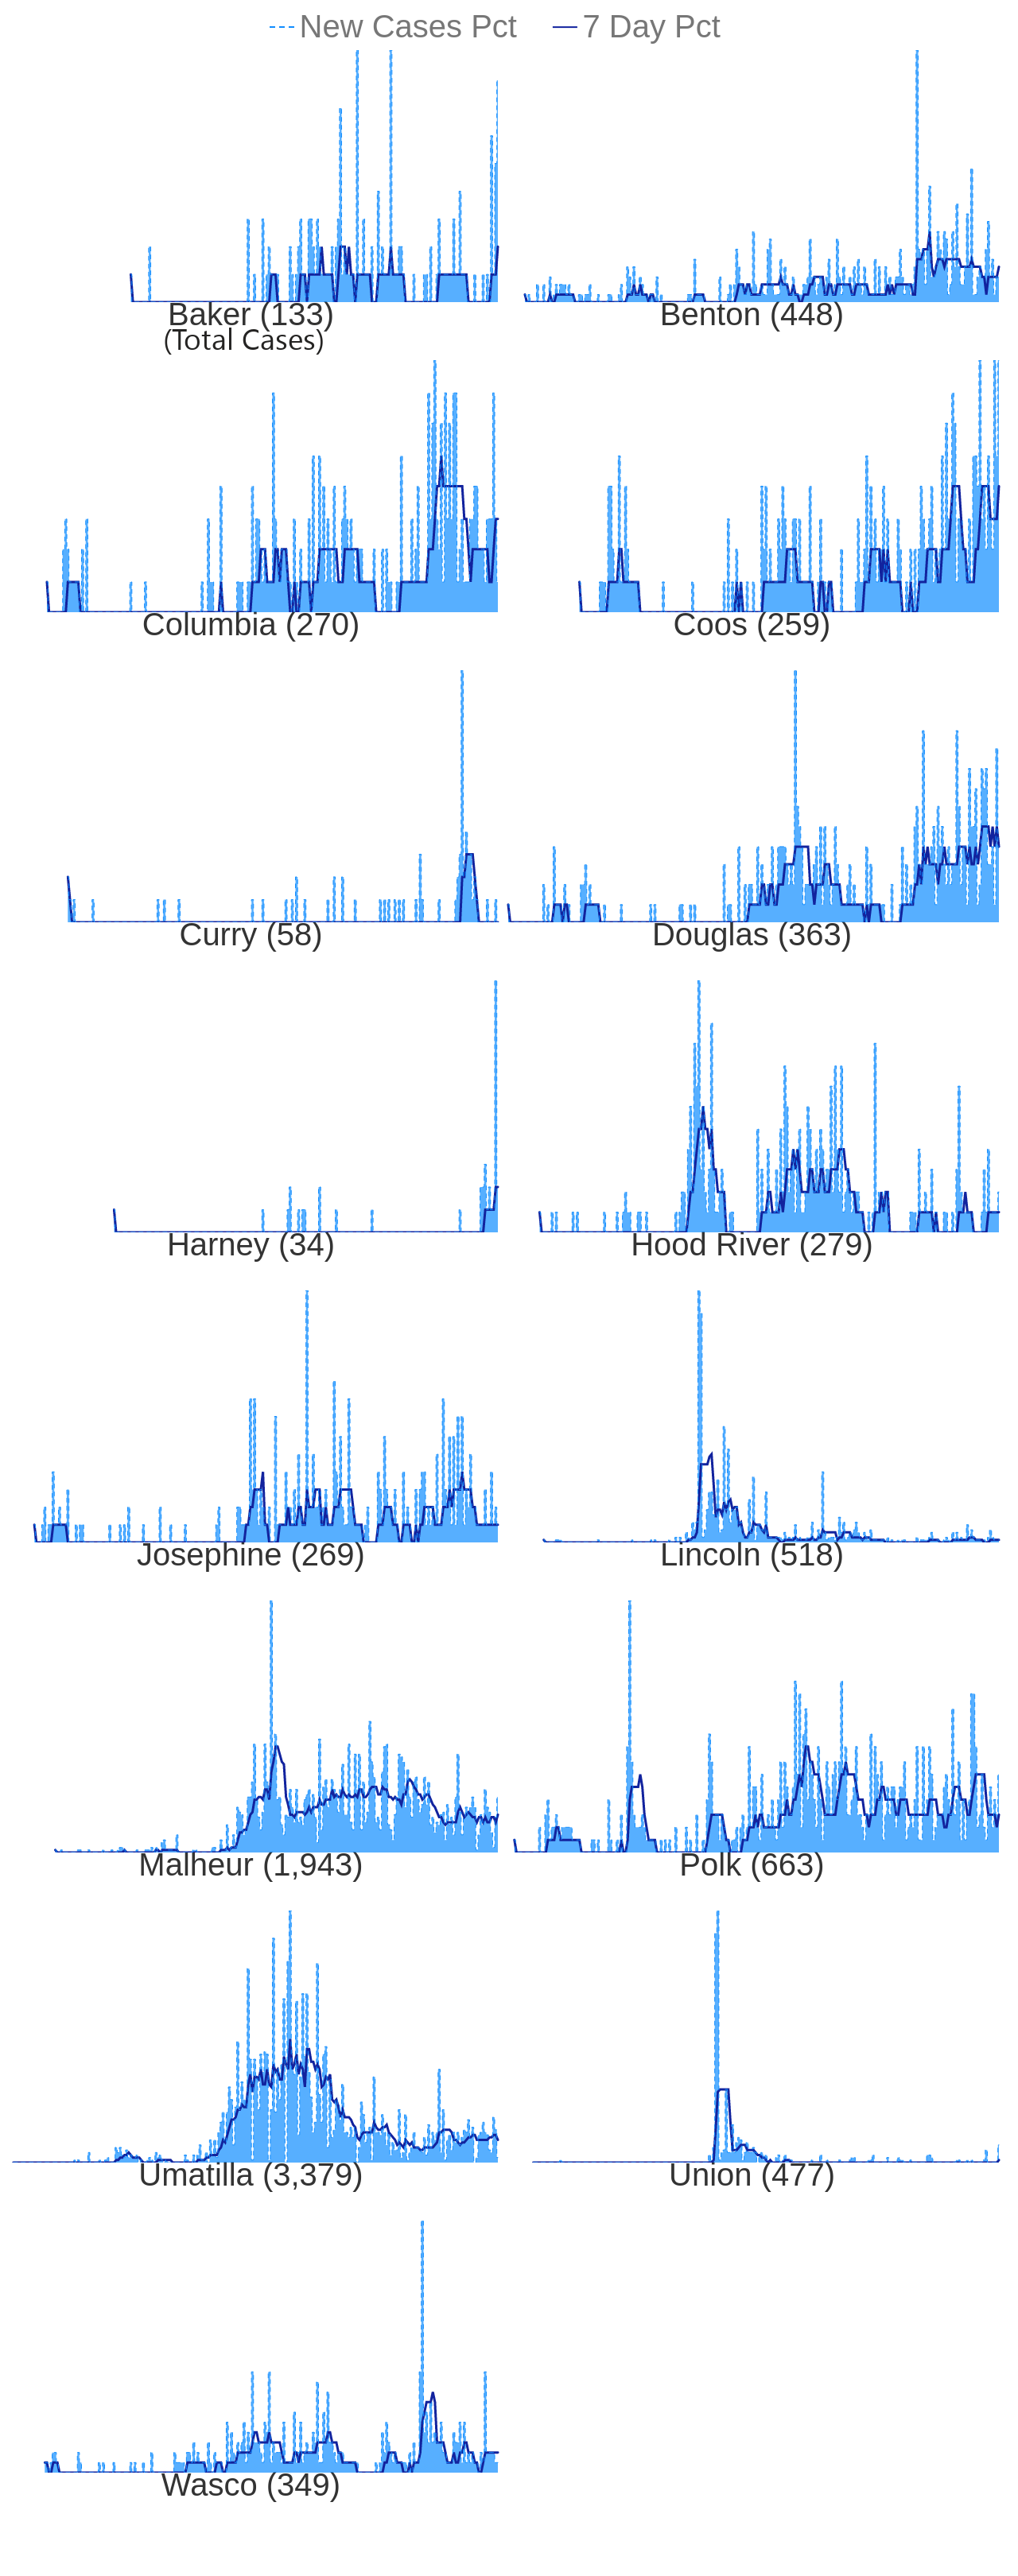 New Cases Pct 7 Day Pct
Baker (133) Benton (448)
(Total Cases)
Columbia (270) Coos (259)
Curry (58) Douglas (363)
Harney (34) Hood River (279)
Josephine (269) Lincoln (518)
Malheur (1,943) Polk (663)
Umatilla (3,379) Union (477)
Wasco (349)